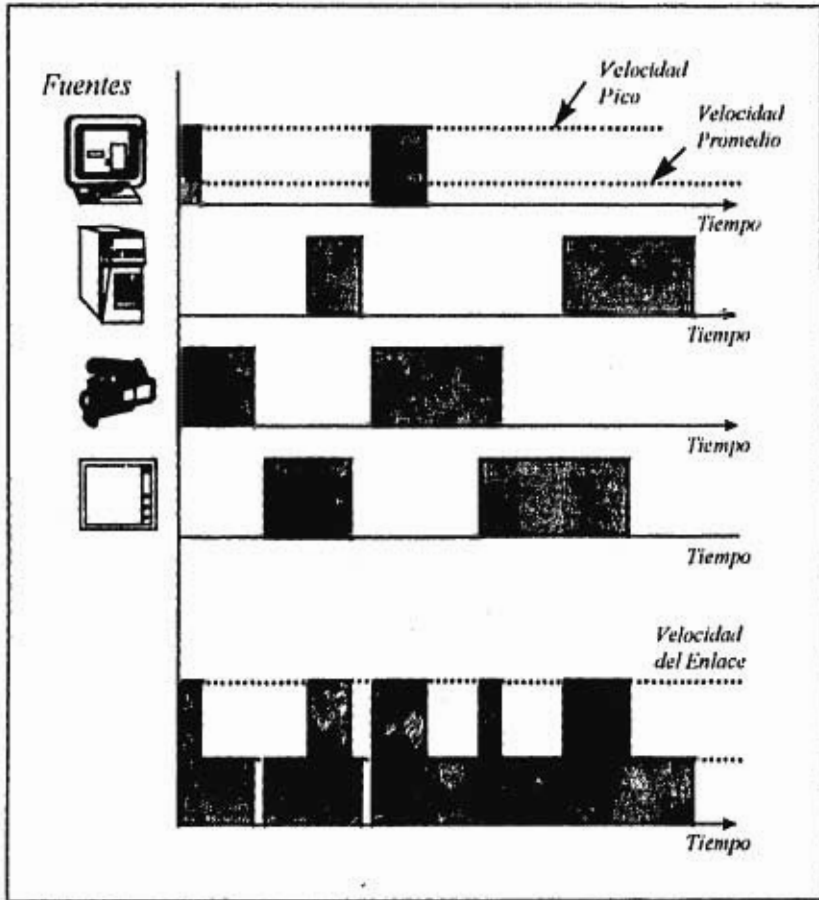 Fuentes
Velocidad
Pico
Velocidad
Promedio
Tiempo
Tiempo
Tiempo
Tiempo
Velocidad
del Enlace
Tiempo